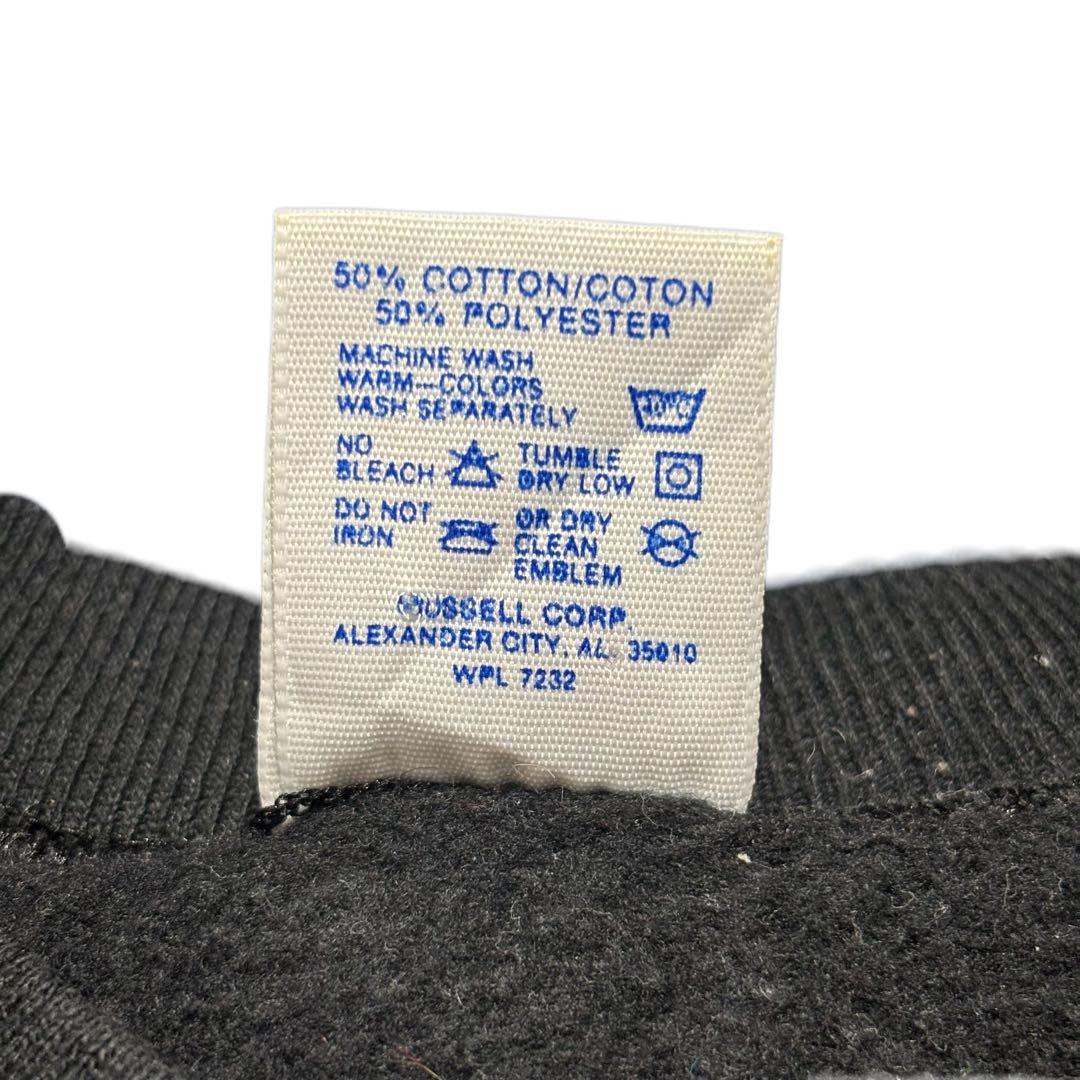 50% COTTON/COTON
50% POLYESTER
MACHINE WASH
WARM—COLORS
WASH SEPARATELY
40°C
NO
BLEACH
TUMBLE
DRY LOW
DO NOT
IRON
OR DRY
CLEAN
EMBLEM
©RUSSELL CORP.
ALEXANDER CITY, AL 35010
WPL 7232